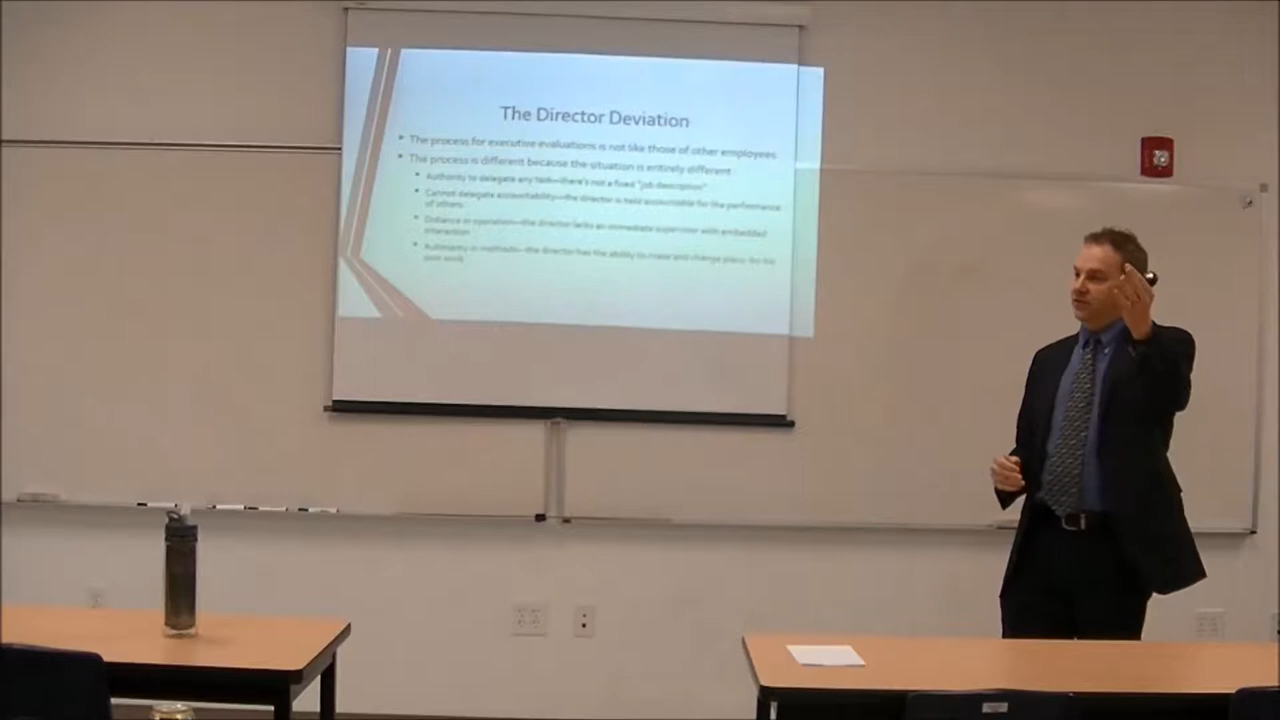 The Director Deviation
The process for executive evaluations is not like those of other employees
The process is different because the situation is entirely different
Authority to delegate any task—there's not a fixed "job description"
Cannot delegate accountability—the director is held accountable for the performance
of others
Distance in operation—the director lacks an immediate supervisor with embedded
interaction
Autonomy in methods—the director has the ability to make and change plans for his
own work